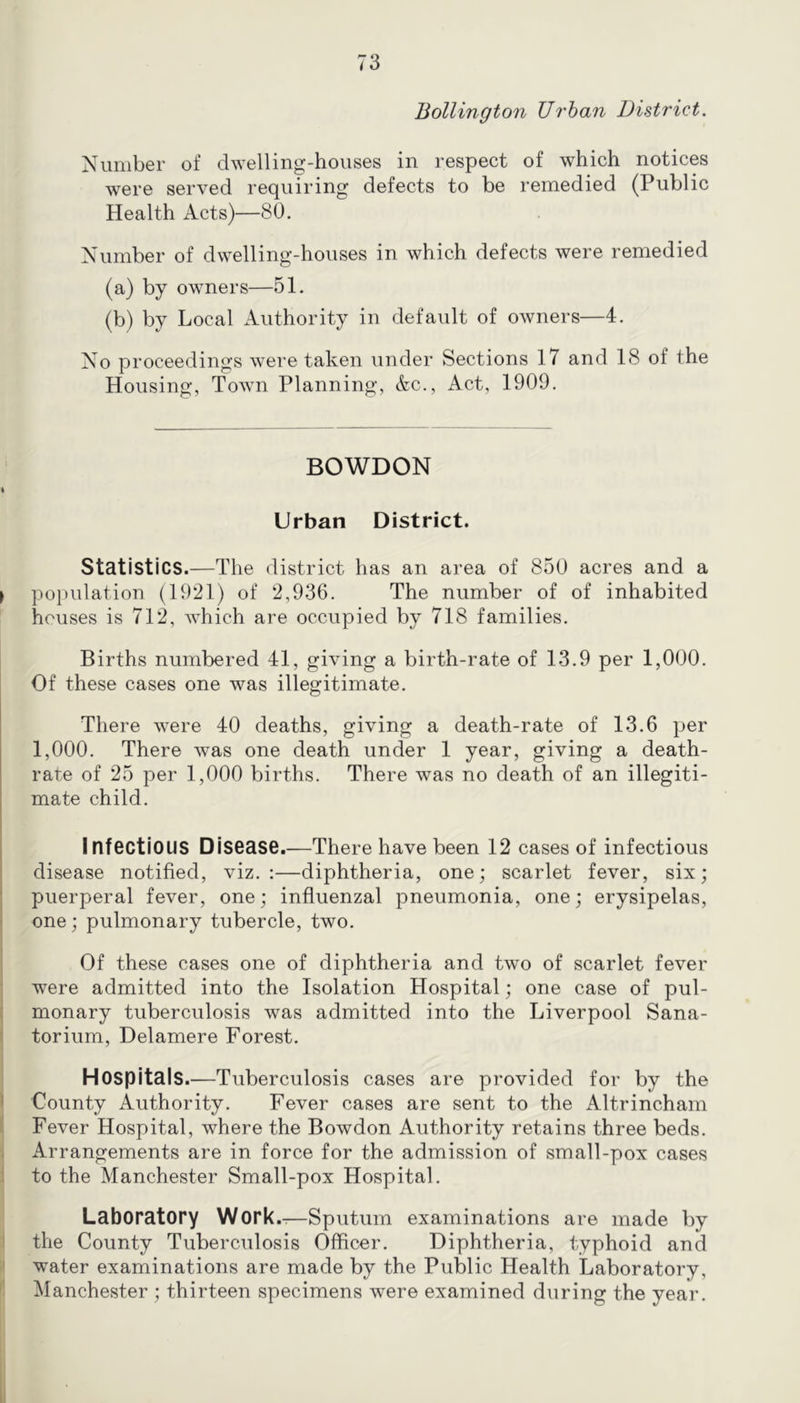 73
Bollington Urban District.
Number of dwelling-houses in respect of which notices
were served requiring defects to be remedied (Public
Health Acts)—80.
Number of dwelling-houses in which defects were remedied
(a) by owners—51.
(b) by Local Authority in default of owners—4.
No proceedings were taken under Sections 17 and 18 of the
Housing, Town Planning, &c., Act, 1909.
BOWDON
Urban District.
Statistics.—The district has an area of 850 acres and a
population (1921) of 2,936. The number of of inhabited
houses is 712, which are occupied by 718 families.
Births numbered 41, giving a birth-rate of 13.9 per 1,000.
Of these cases one was illegitimate.
There were 40 deaths, giving a death-rate of 13.6 per
1,000. There was one death under 1 year, giving a death-
rate of 25 per 1,000 births. There was no death of an illegiti-
mate child.
Infectious Disease.—There have been 12 cases of infectious
disease notified, viz. :—diphtheria, one; scarlet fever, six;
puerperal fever, one; influenzal pneumonia, one; erysipelas,
one; pulmonary tubercle, two.
Of these cases one of diphtheria and two of scarlet fever
were admitted into the Isolation Hospital; one case of pul-
monary tuberculosis was admitted into the Liverpool Sana-
torium, Delamere Forest.
Hospitals.—Tuberculosis cases are provided for by the
County Authority. Fever cases are sent to the Altrincham
Fever Hospital, where the Bowdon Authority retains three beds.
Arrangements are in force for the admission of small-pox cases
to the Manchester Small-pox Hospital.
Laboratory Work.—Sputum examinations are made by
the County Tuberculosis Officer. Diphtheria, typhoid and
water examinations are made by the Public Health Laboratory,
Manchester ; thirteen specimens were examined during the year.